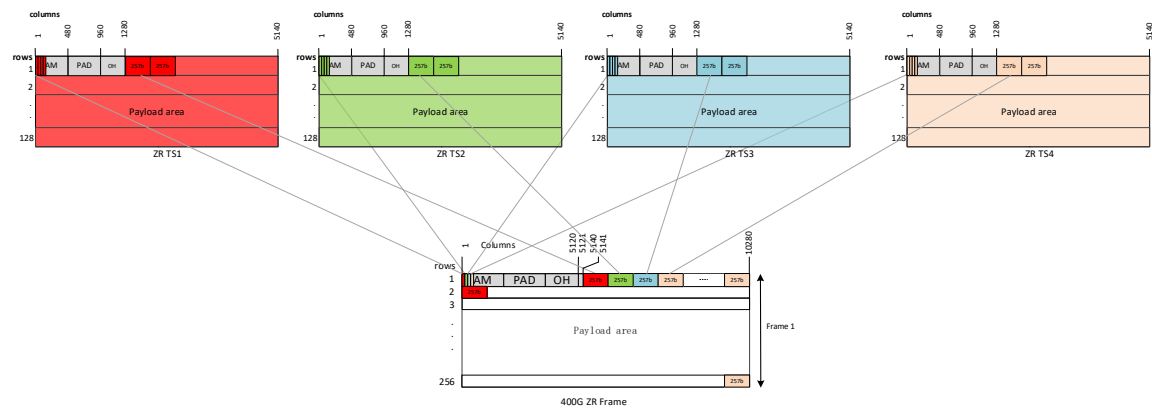 columns
columns
columns
columns
1
480
960
1280
5140
1
480
960
1280
5140
1
480
960
1280
5140
1
480
960
1280
5140
rows
1
AM
PAD
OH
257b
257b
rows
1
AM
PAD
OH
257b
257b
rows
1
AM
PAD
OH
257b
257b
rows
1
AM
PAD
OH
257b
257b
2
2
2
2
.
Payload area
.
Payload area
.
Payload area
.
Payload area
.
.
.
.
128
128
128
128
ZR TS1
ZR TS2
ZR TS3
ZR TS4
1
Columns
5120
5121
5140
5141
10280
rows
1
AM
PAD
OH
257b
257b
257b
257b
....
257b
2
257b
3
.
.
.
Payload area
Frame 1
256
257b
400G ZR Frame